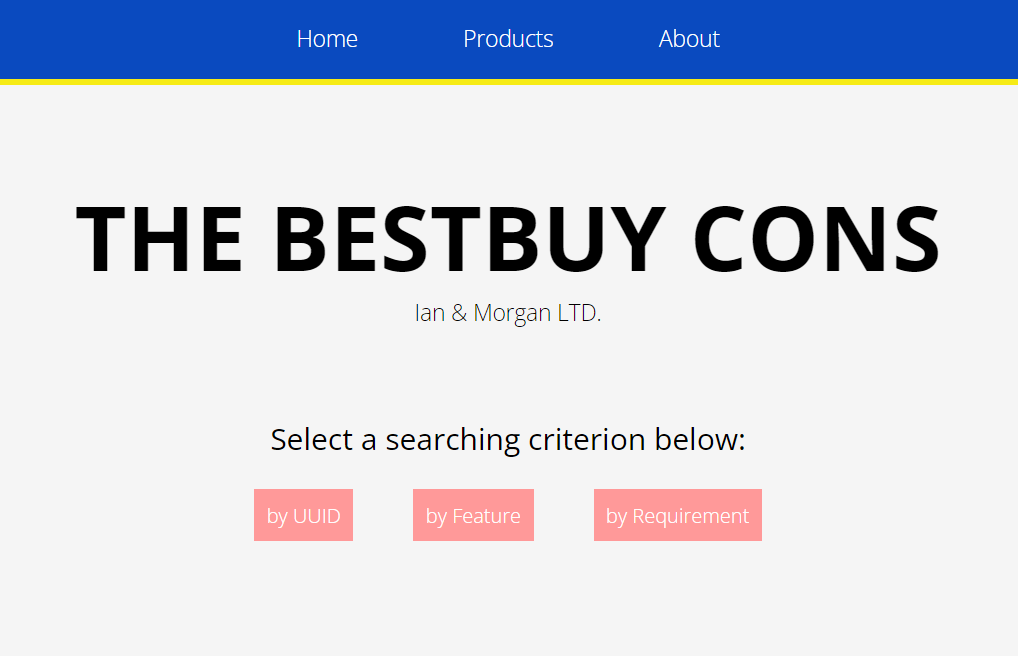 Home Products About
THE BESTBUY CONS
Ian & Morgan LTD.
Select a searching criterion below:
by UUID by Feature by Requirement